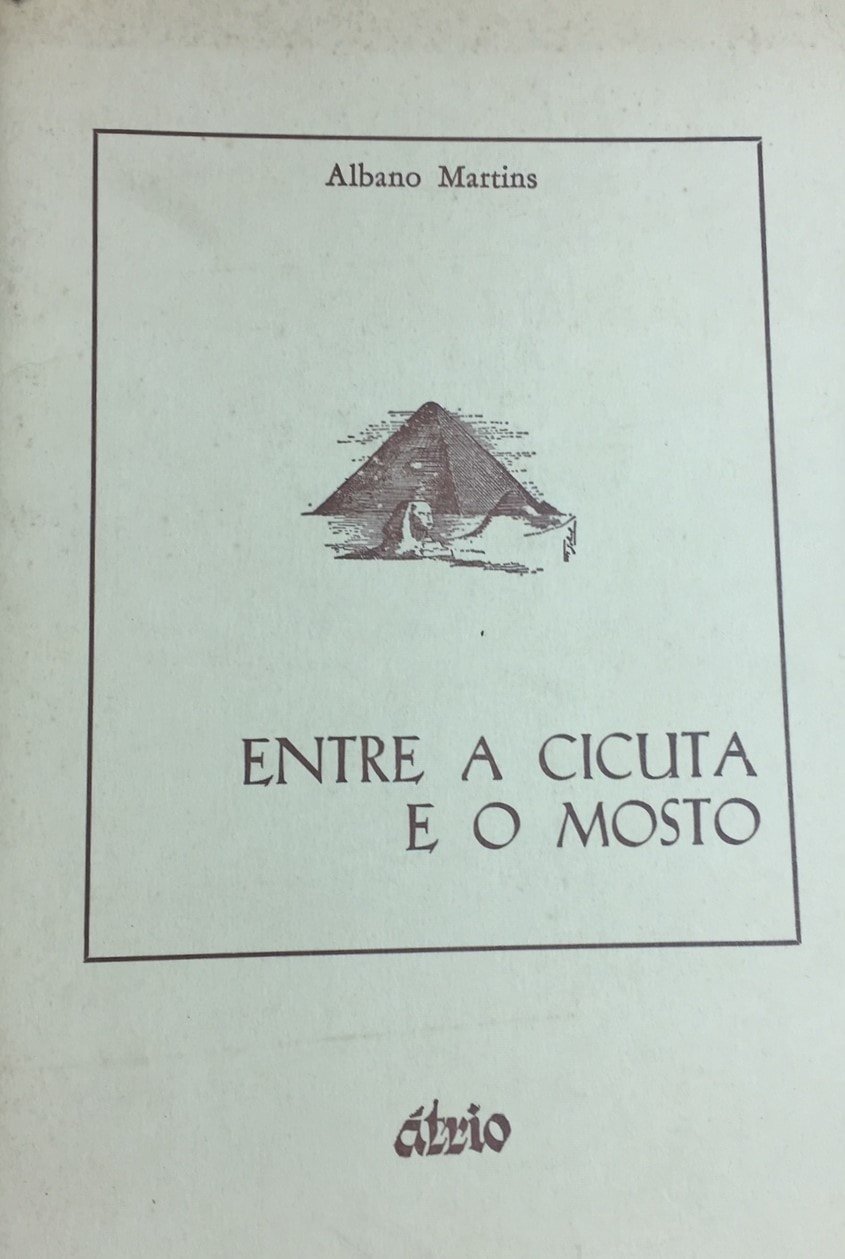 Albano Martins
ENTRE A CICUTA
E O MOSTO
átrio